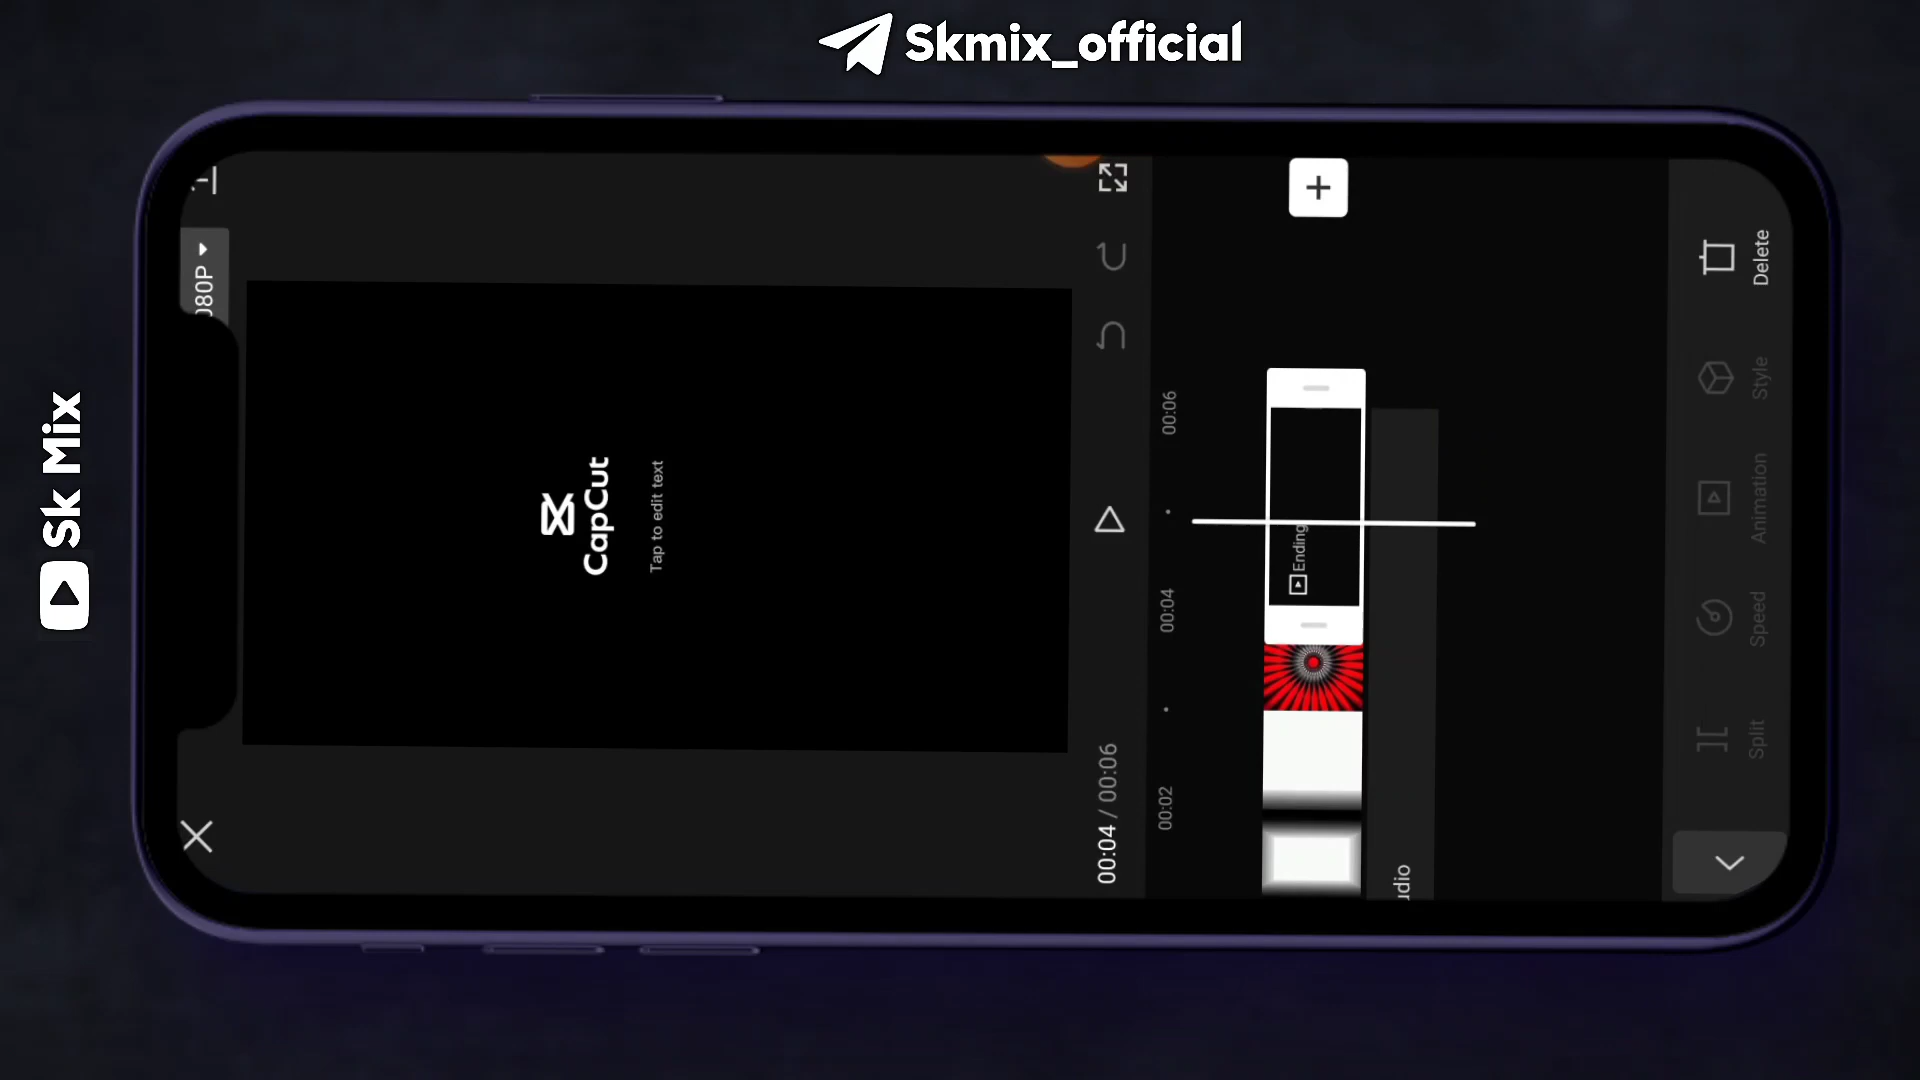 Skmix_official
Sk Mix
080P
CapCut
Tap to edit text
00:04 / 00:06
00:02
00:04
00:06
Ending
udio
Split
Speed
Animation
Style
Delete